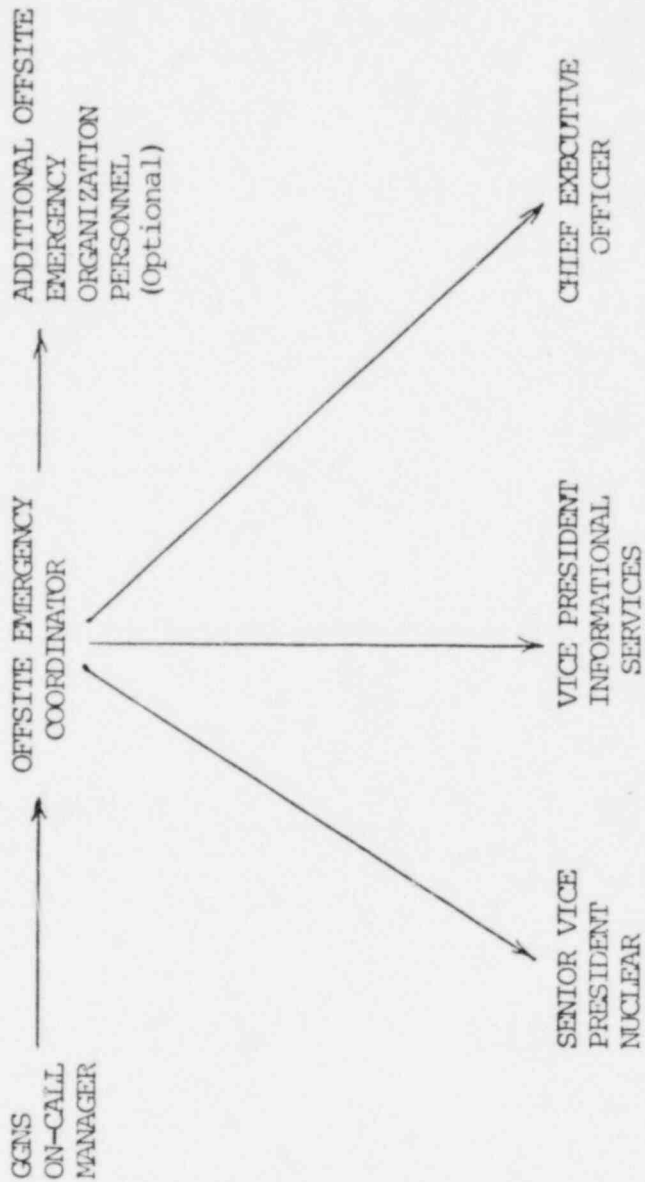 GGNS
ON-CALL
MANAGER
OFFSITE EMERGENCY
COORDINATOR
ADDITIONAL OFFSITE
EMERGENCY
ORGANIZATION
PERSONNEL
(Optional)
SENIOR VICE
PRESIDENT
NUCLEAR
VICE PRESIDENT
INFORMATIONAL
SERVICES
CHIEF EXECUTIVE
OFFICER